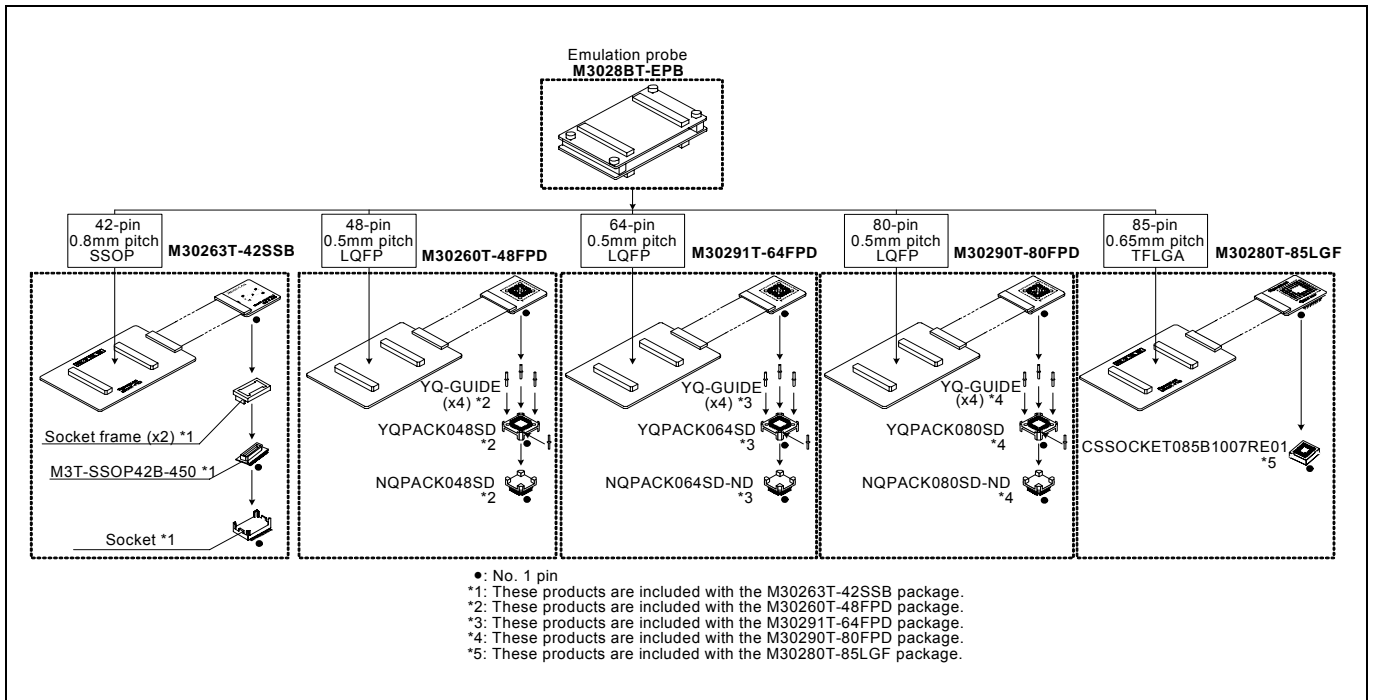 Emulation probe
M3028BT-EPB
42-pin
0.8mm pitch
SSOP
M30263T-42SSB
48-pin
0.5mm pitch
LQFP
M30260T-48FPD
64-pin
0.5mm pitch
LQFP
M30291T-64FPD
80-pin
0.5mm pitch
LQFP
M30290T-80FPD
85-pin
0.65mm pitch
TFLGA
M30280T-85LGF
Socket frame (x2) *1
M3T-SSOP42B-450 *1
Socket *1
YQ-GUIDE
(x4) *2
YQPACK048SD
*2
NQPACK048SD
*2
YQ-GUIDE
(x4) *3
YQPACK064SD
*3
NQPACK064SD-ND
*3
YQ-GUIDE
(x4) *4
YQPACK080SD
*4
NQPACK080SD-ND
*4
CSSOCKET085B1007RE01
*5
●: No. 1 pin
*1: These products are included with the M30263T-42SSB package.
*2: These products are included with the M30260T-48FPD package.
*3: These products are included with the M30291T-64FPD package.
*4: These products are included with the M30290T-80FPD package.
*5: These products are included with the M30280T-85LGF package.